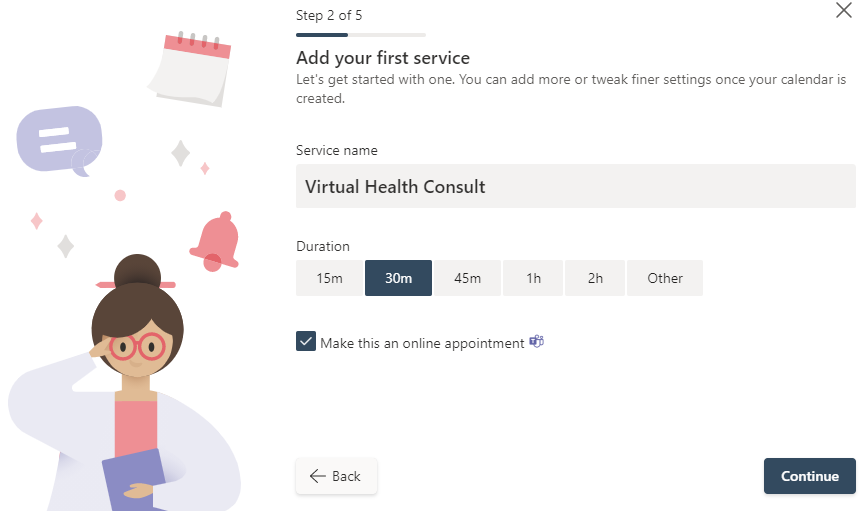 Step 2 of 5
Add your first service
Let's get started with one. You can add more or tweak finer settings once your calendar is
created.
Service name
Virtual Health Consult
Duration
15m 30m 45m 1h 2h Other
Make this an online appointment
Back
Continue